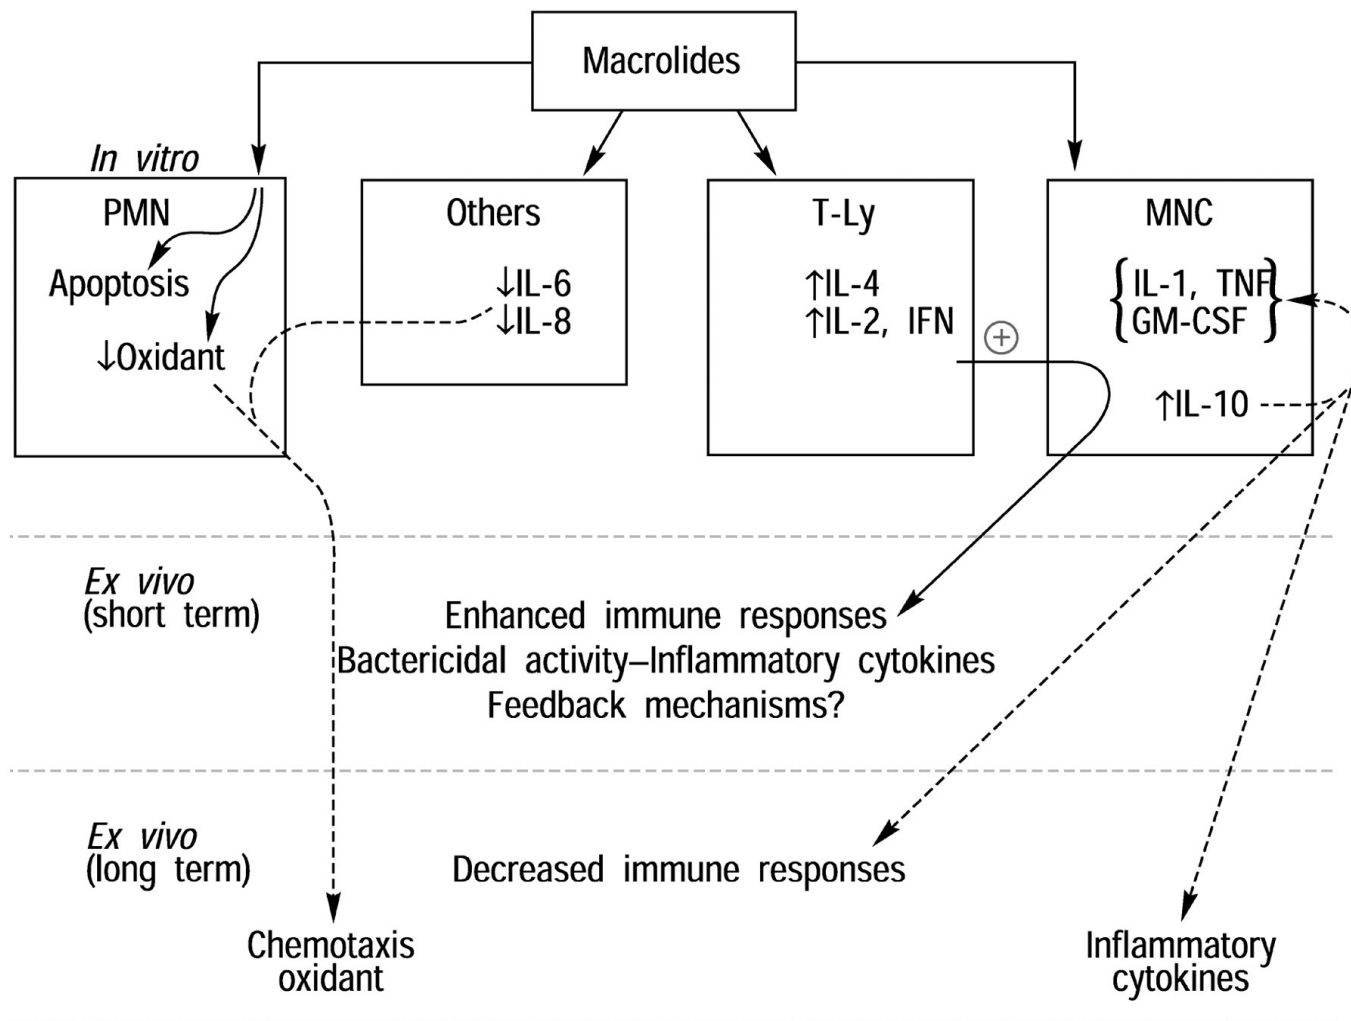 Macrolides
In vitro
PMN
Apoptosis
↓Oxidant
Others
↓IL-6
↓IL-8
T-Ly
↑IL-4
↑IL-2, IFN
+
MNC
{IL-1, TNF}
{GM-CSF}
↑IL-10
Ex vivo
(short term)
Enhanced immune responses
Bactericidal activity–Inflammatory cytokines
Feedback mechanisms?
Ex vivo
(long term)
Decreased immune responses
Chemotaxis
oxidant
Inflammatory
cytokines